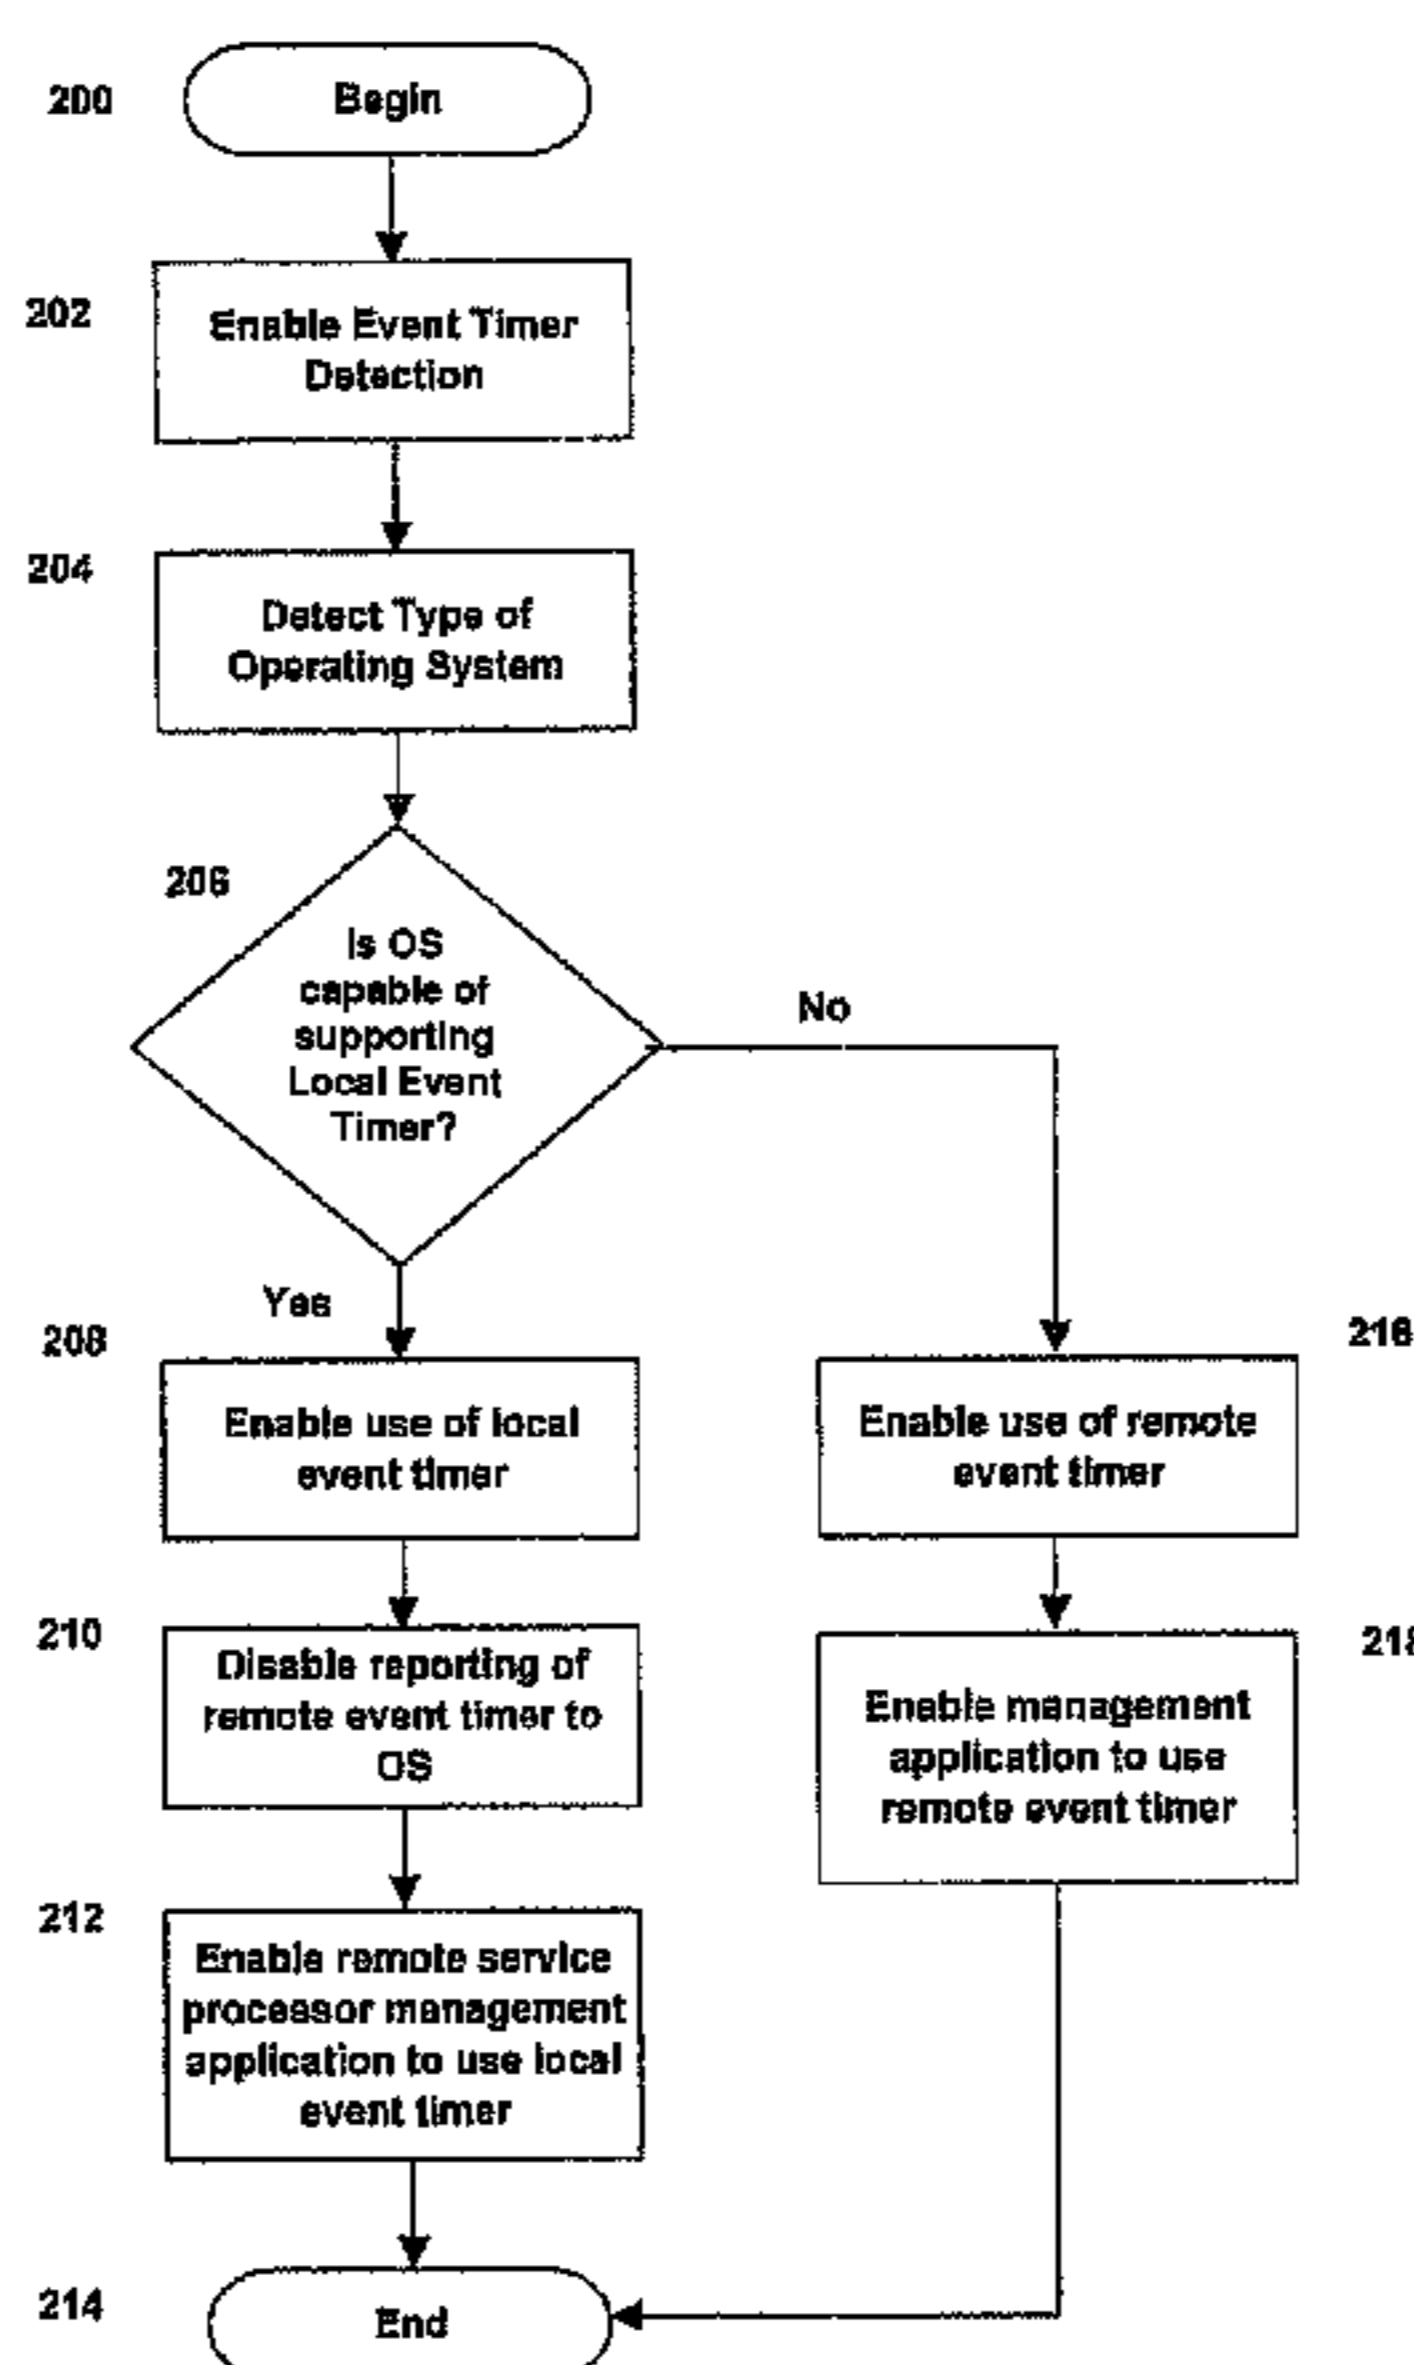 200
Begin
202
Enable Event Timer
Detection
204
Detect Type of
Operating System
206
Is OS
capable of
supporting
Local Event
Timer?
No
Yes
208
Enable use of local
event timer
216
Enable use of remote
event timer
210
Disable reporting of
remote event timer to
OS
218
Enable management
application to use
remote event timer
212
Enable remote service
processor management
application to use local
event timer
214
End